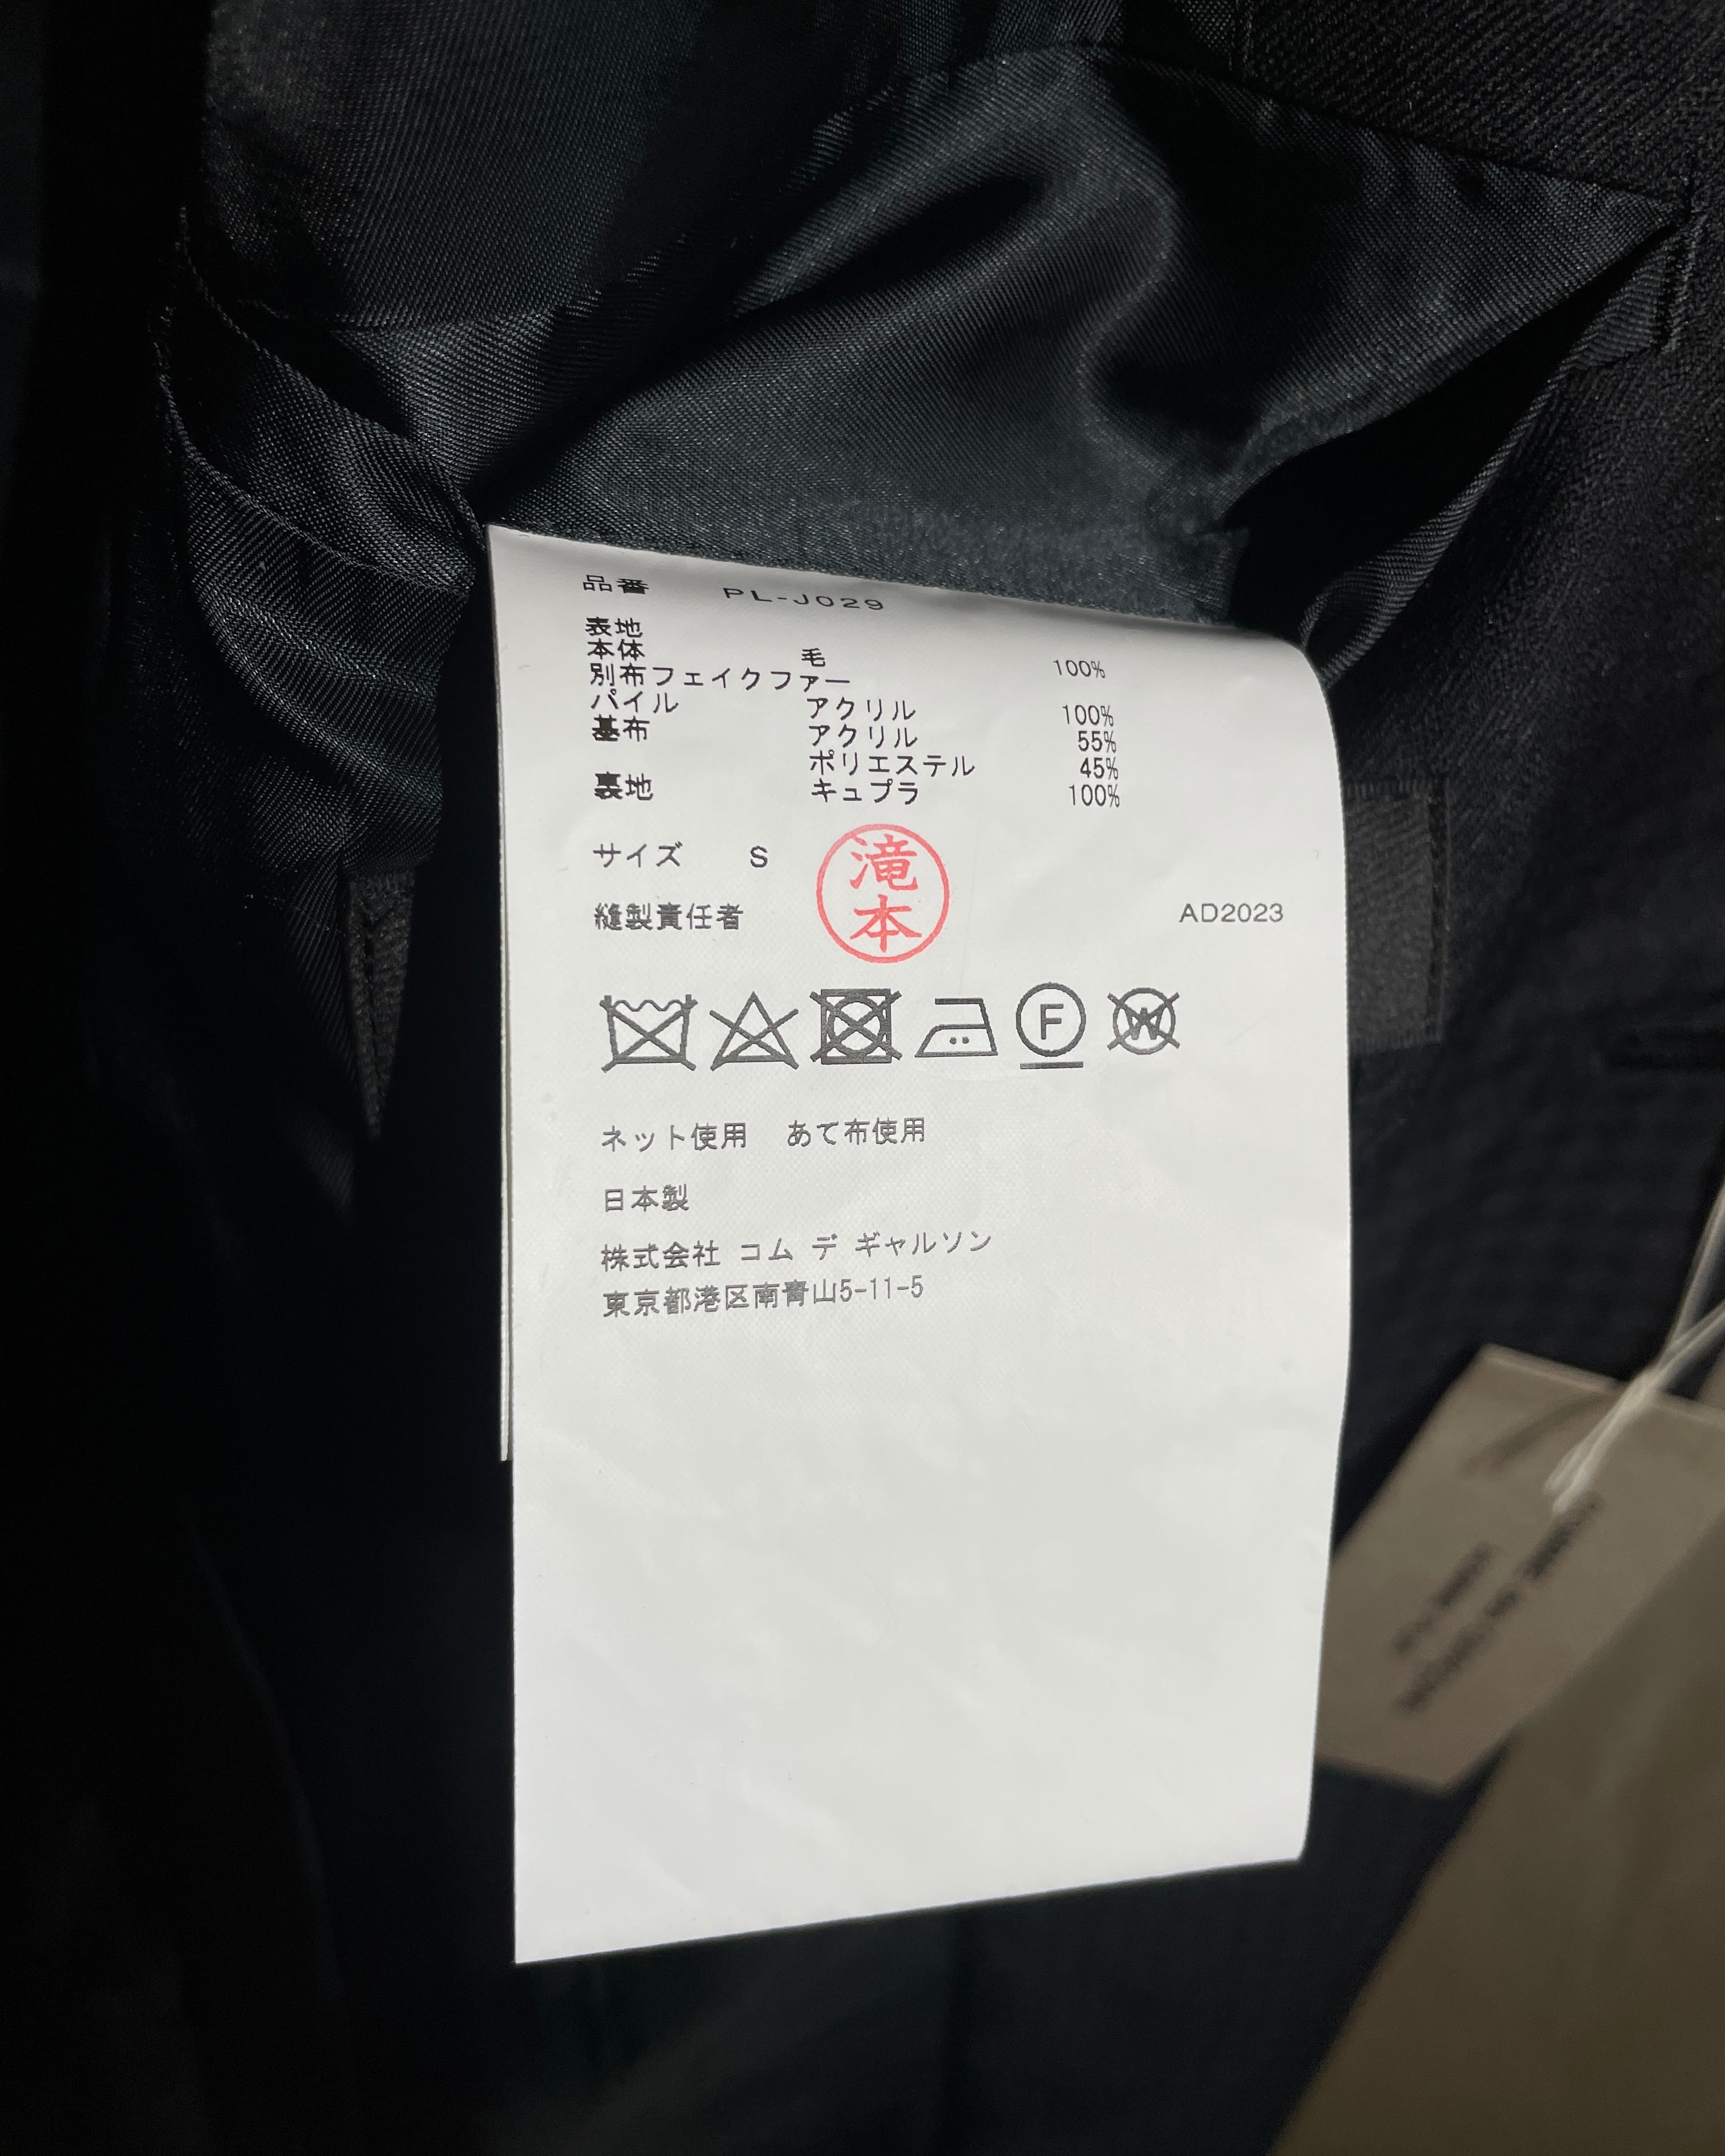 品番 PL-J029
表地
本体 毛 100%
別布フェイクファー
パイル アクリル 100%
基布 アクリル 55%
ポリエステル 45%
裏地 キュプラ 100%
サイズ S
滝本
縫製責任者 AD2023
F W
ネット使用 あて布使用
日本製
株式会社 コム デ ギャルソン
東京都港区南青山5-11-5